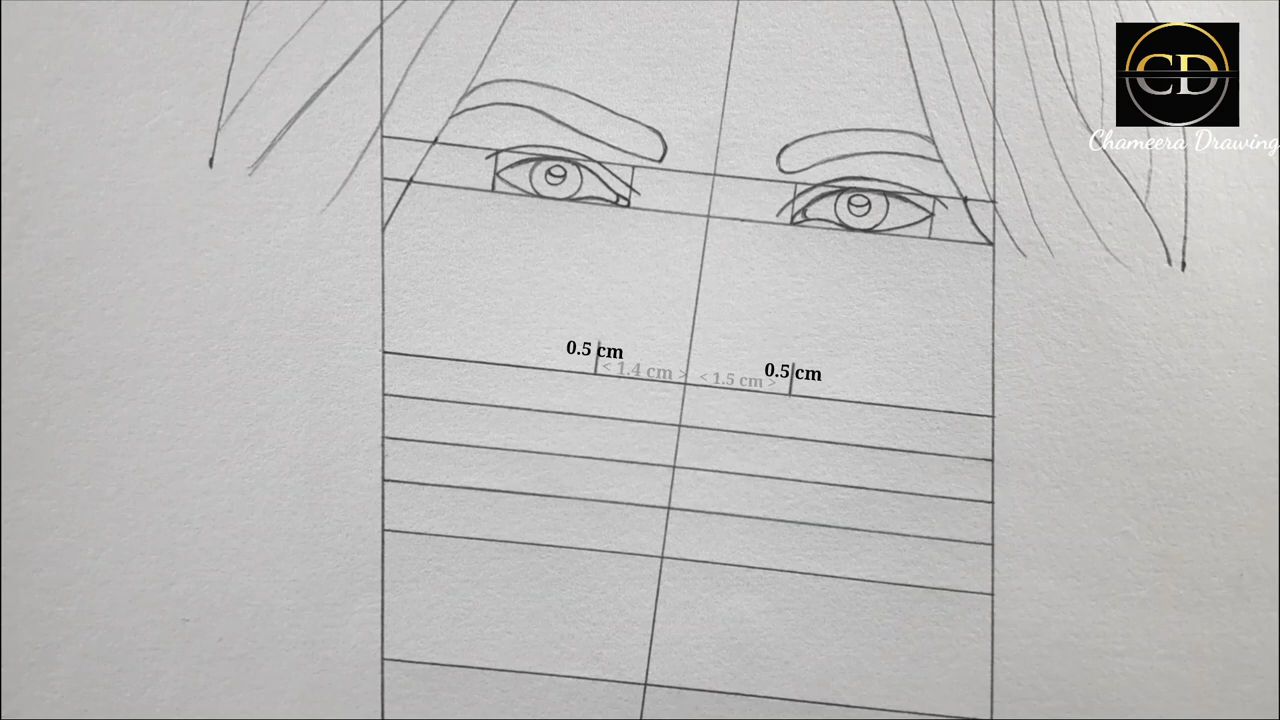 CD
Chameera Drawing
0.5 cm
0.5 cm
< 1.4 cm >
< 1.5 cm >